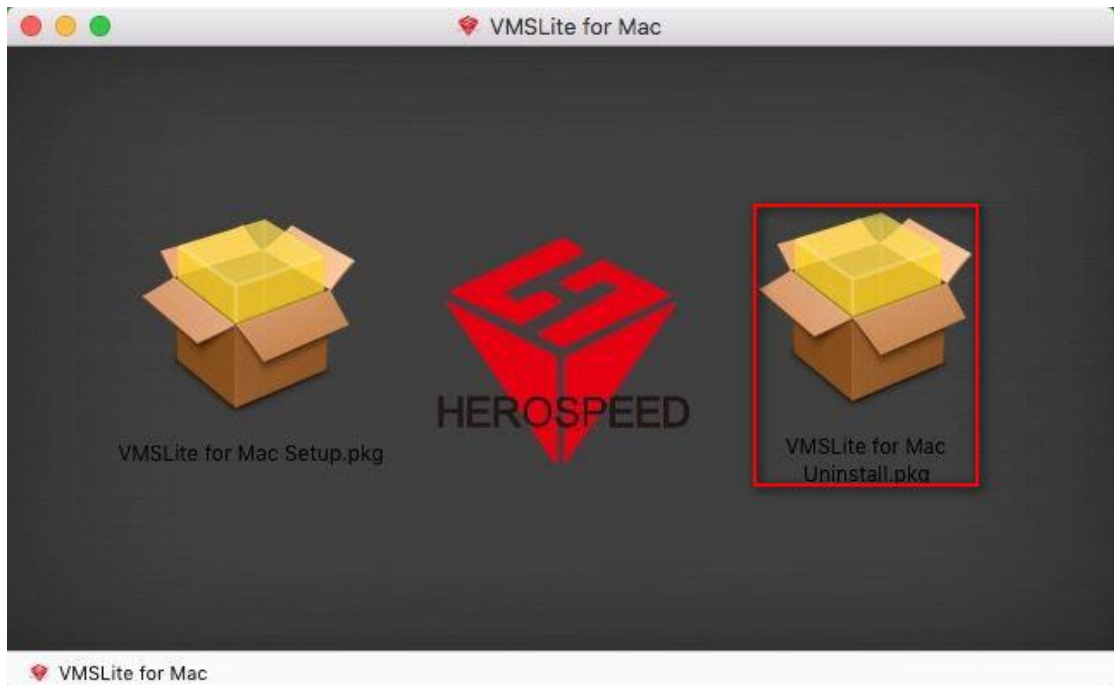 VMSLite for Mac
HEROSPEED
VMSLite for Mac Setup.pkg
VMSLite for Mac
Uninstall.pkg
VMSLite for Mac